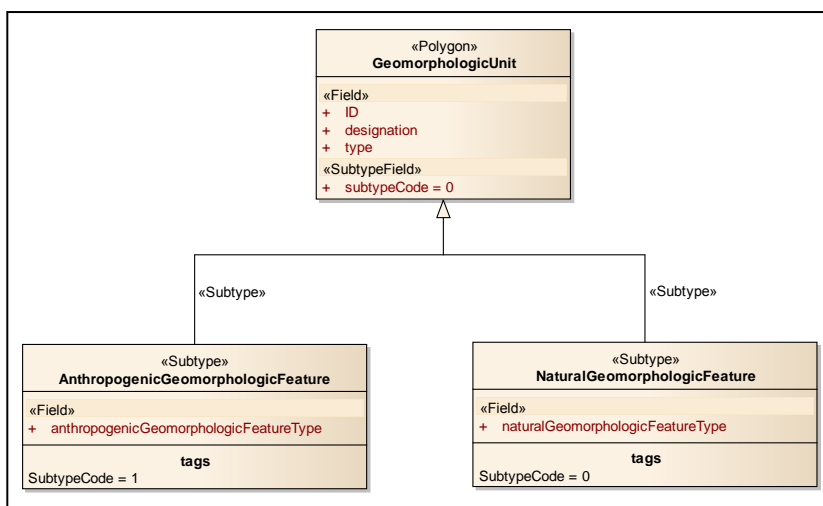 «Polygon»
GeomorphologicUnit
«Field»
+ ID
+ designation
+ type
«SubtypeField»
+ subtypeCode = 0
«Subtype»
«Subtype»
«Subtype»
AnthropogenicGeomorphologicFeature
«Field»
+ anthropogenicGeomorphologicFeatureType
tags
SubtypeCode = 1
«Subtype»
NaturalGeomorphologicFeature
«Field»
+ naturalGeomorphologicFeatureType
tags
SubtypeCode = 0